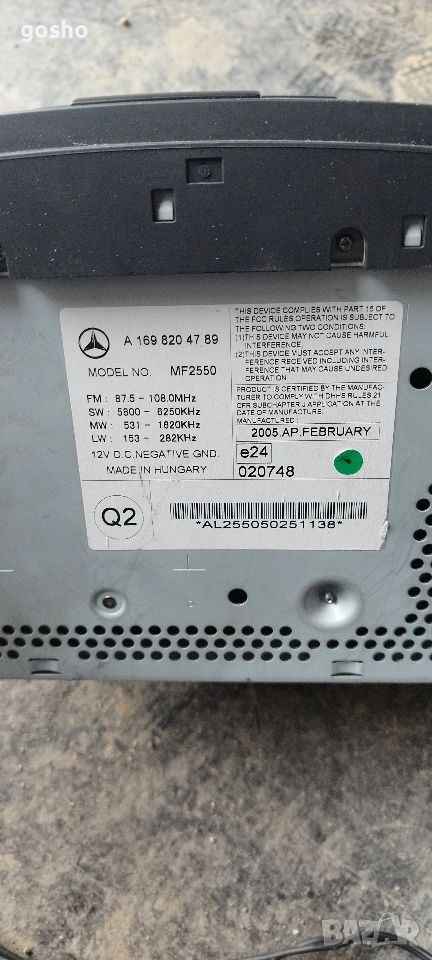 gosho
A 169 820 47 89
MODEL NO. MF2550
FM : 87.5 - 108.0MHz
SW : 5800 - 6250KHz
MW : 531 - 1620KHz
LW : 153 - 282KHz
12V D.C.NEGATIVE GND.
MADE IN HUNGARY
THIS DEVICE COMPLIES WITH PART 15 OF
THE FCC RULES.OPERATION IS SUBJECT TO
THE FOLLOWING TWO CONDITIONS:
(1)THIS DEVICE MAY NOT CAUSE HARMFUL
INTERFERENCE.
(2)THIS DEVICE MUST ACCEPT ANY INTER-
FERENCE RECEIVED INCLUDING INTER-
FERENCE THAT MAY CAUSE UNDESIRED
OPERATION
PRODUCT IS CERTIFIED BY THE MANUFAC-
TURER TO COMPLY WITH DHHS RULES 21
CFR SUBCHAPTER J APPLICATION AT THE
DATE OF MANUFACTURE.
MANUFACTURED:
2005.AP.FEBRUARY
e24
020748
Q2
*AL255050251138*
BAZAR